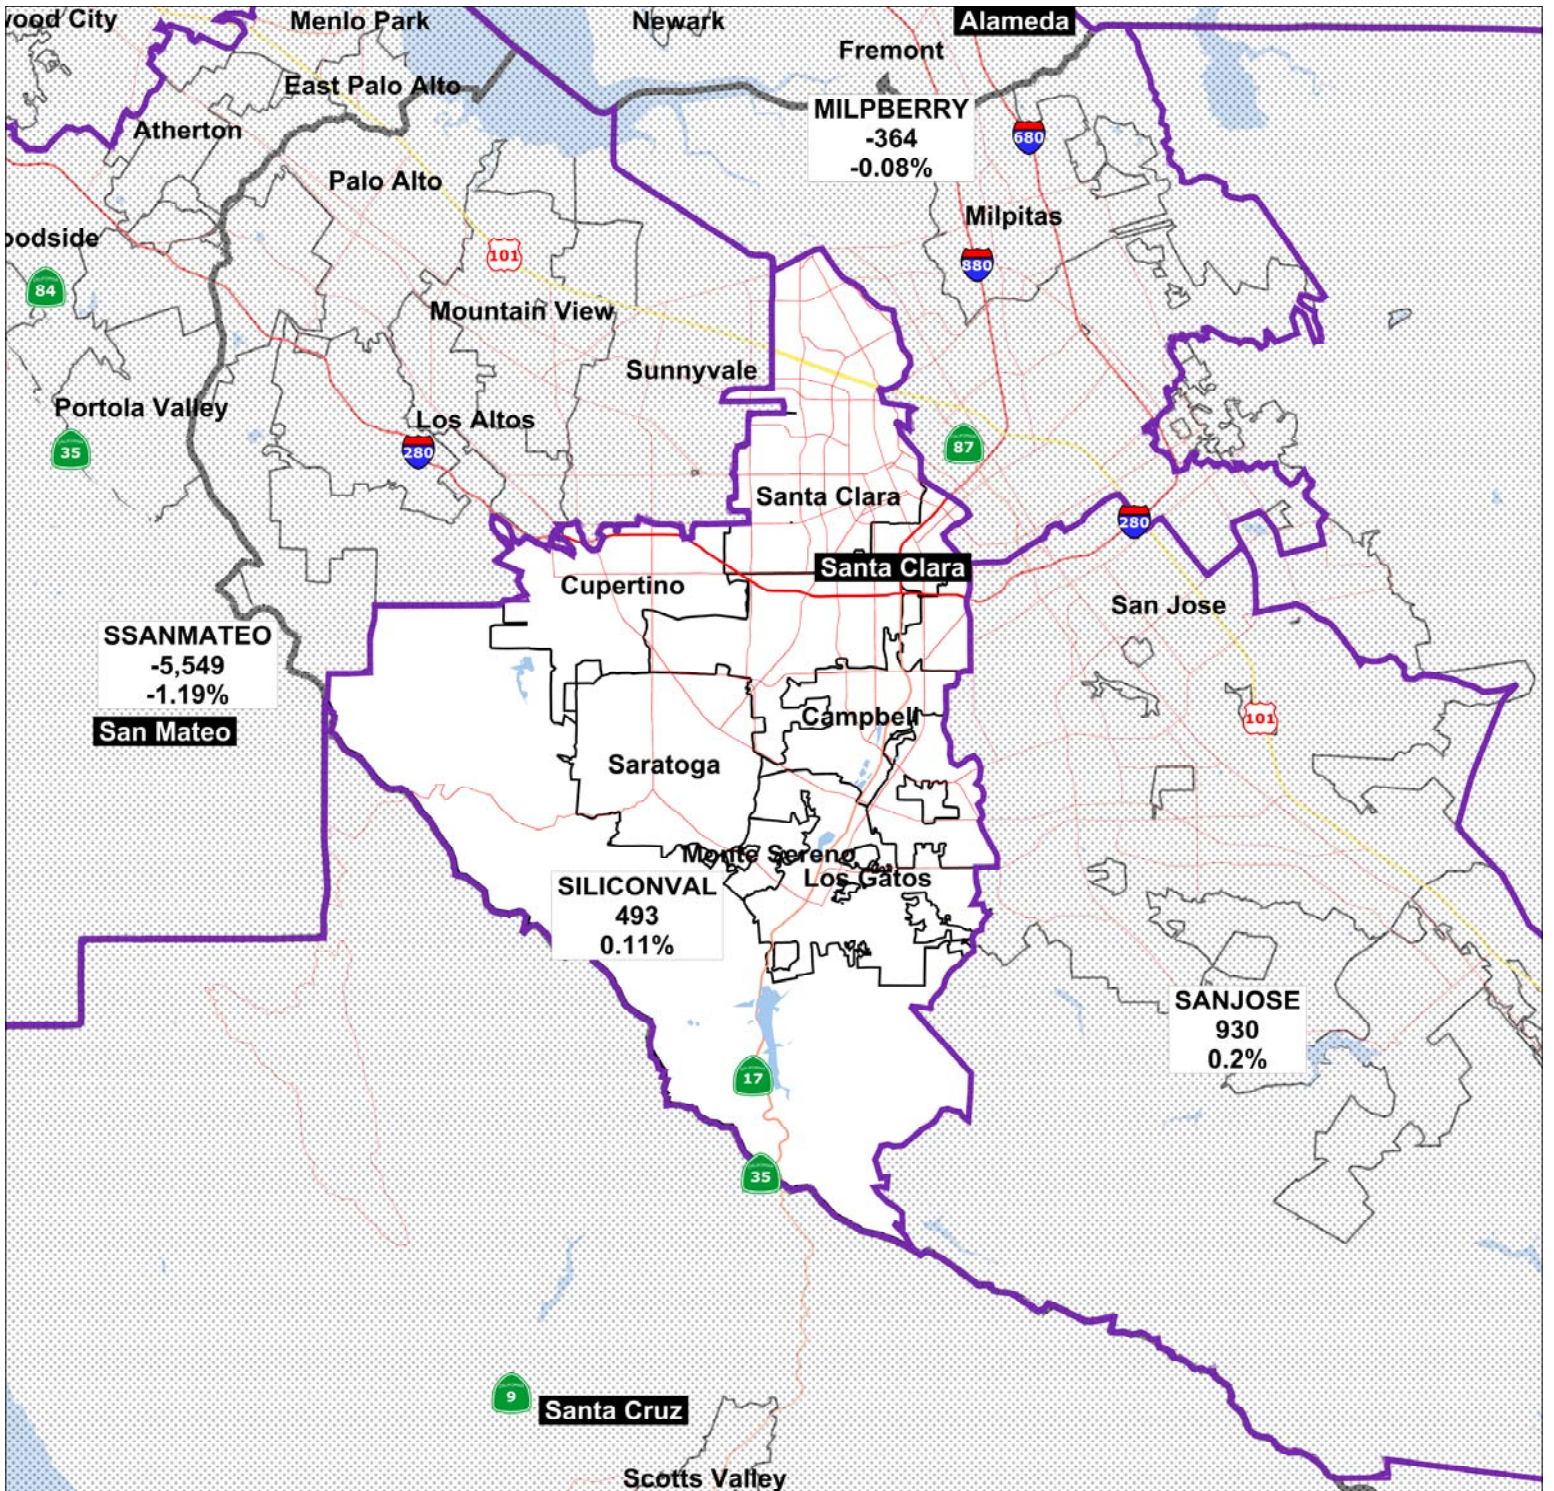 wood City
Menlo Park
Newark
Alameda
Fremont
East Palo Alto
MILPBERRY
-364
-0.08%
Atherton
680
Palo Alto
Milpitas
oodside
101
880
84
Mountain View
Sunnyvale
Portola Valley
Los Altos
35
280
87
Santa Clara
280
Santa Clara
Cupertino
San Jose
SSANMATEO
-5,549
-1.19%
San Mateo
101
Campbell
Saratoga
Monte Sereno
Los Gatos
SILICONVAL
493
0.11%
SANJOSE
930
0.2%
17
35
9
Santa Cruz
Scotts Valley